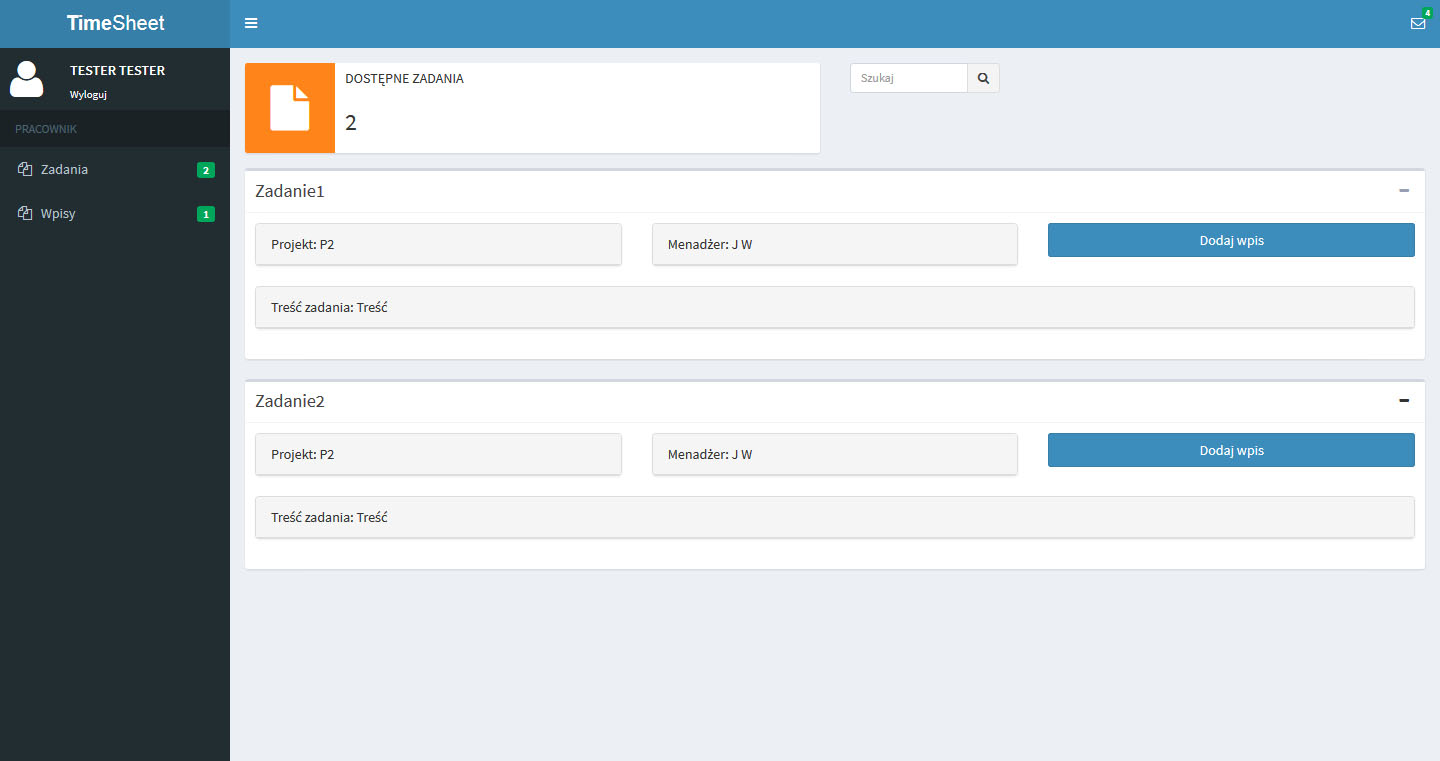 TimeSheet
4
TESTER TESTER
Wyloguj
PRACOWNIK
Zadania 2
Wpisy 1
DOSTĘPNE ZADANIA
2
Szukaj
Zadanie1
Projekt: P2
Menadżer: J W
Dodaj wpis
Treść zadania: Treść
Zadanie2
Projekt: P2
Menadżer: J W
Dodaj wpis
Treść zadania: Treść